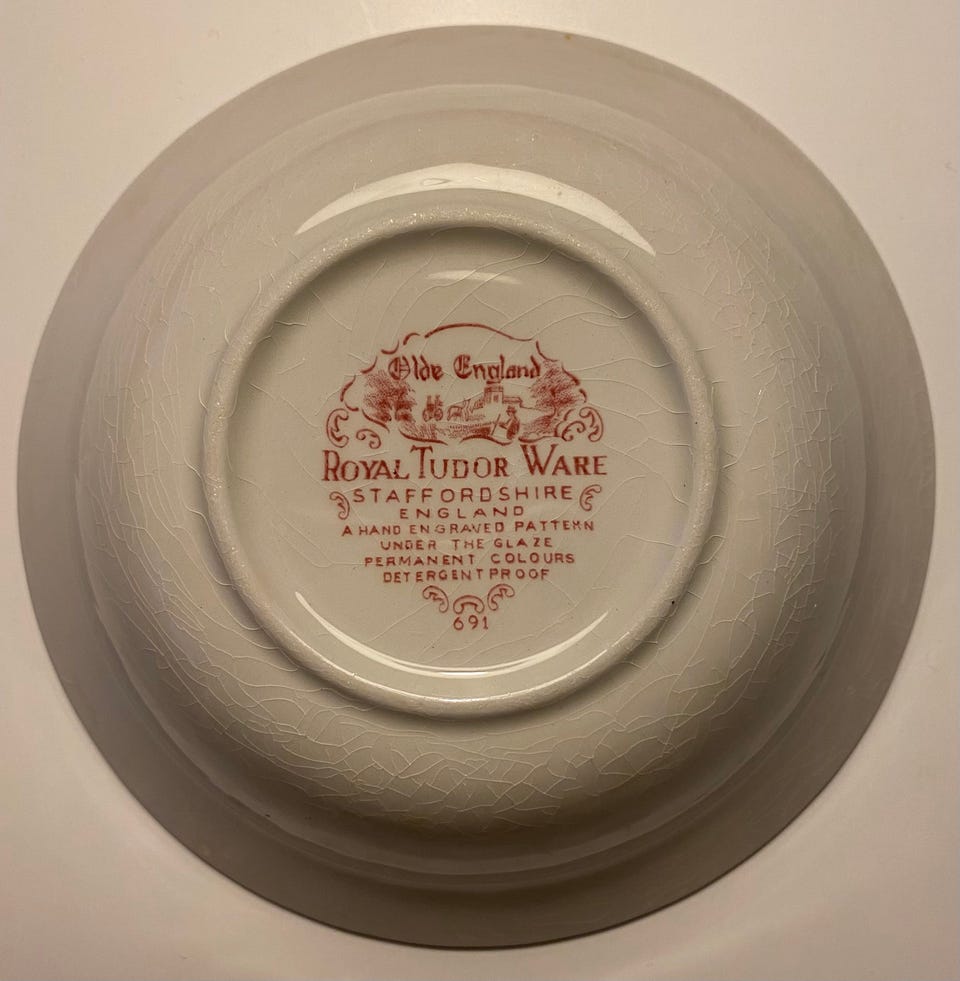 Olde England
ROYAL TUDOR WARE
STAFFORDSHIRE
ENGLAND
A HAND ENGRAVED PATTERN
UNDER THE GLAZE
PERMANENT COLOURS
DETERGENT PROOF
691